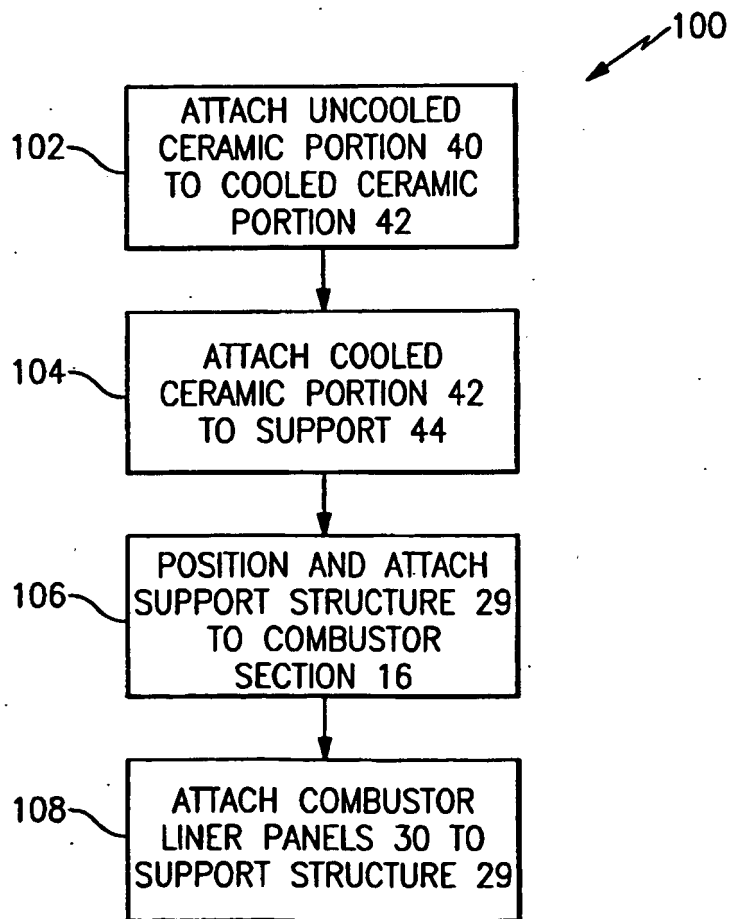 100
102
ATTACH UNCOOLED
CERAMIC PORTION 40
TO COOLED CERAMIC
PORTION 42
104
ATTACH COOLED
CERAMIC PORTION 42
TO SUPPORT 44
106
POSITION AND ATTACH
SUPPORT STRUCTURE 29
TO COMBUSTOR
SECTION 16
108
ATTACH COMBUSTOR
LINER PANELS 30 TO
SUPPORT STRUCTURE 29